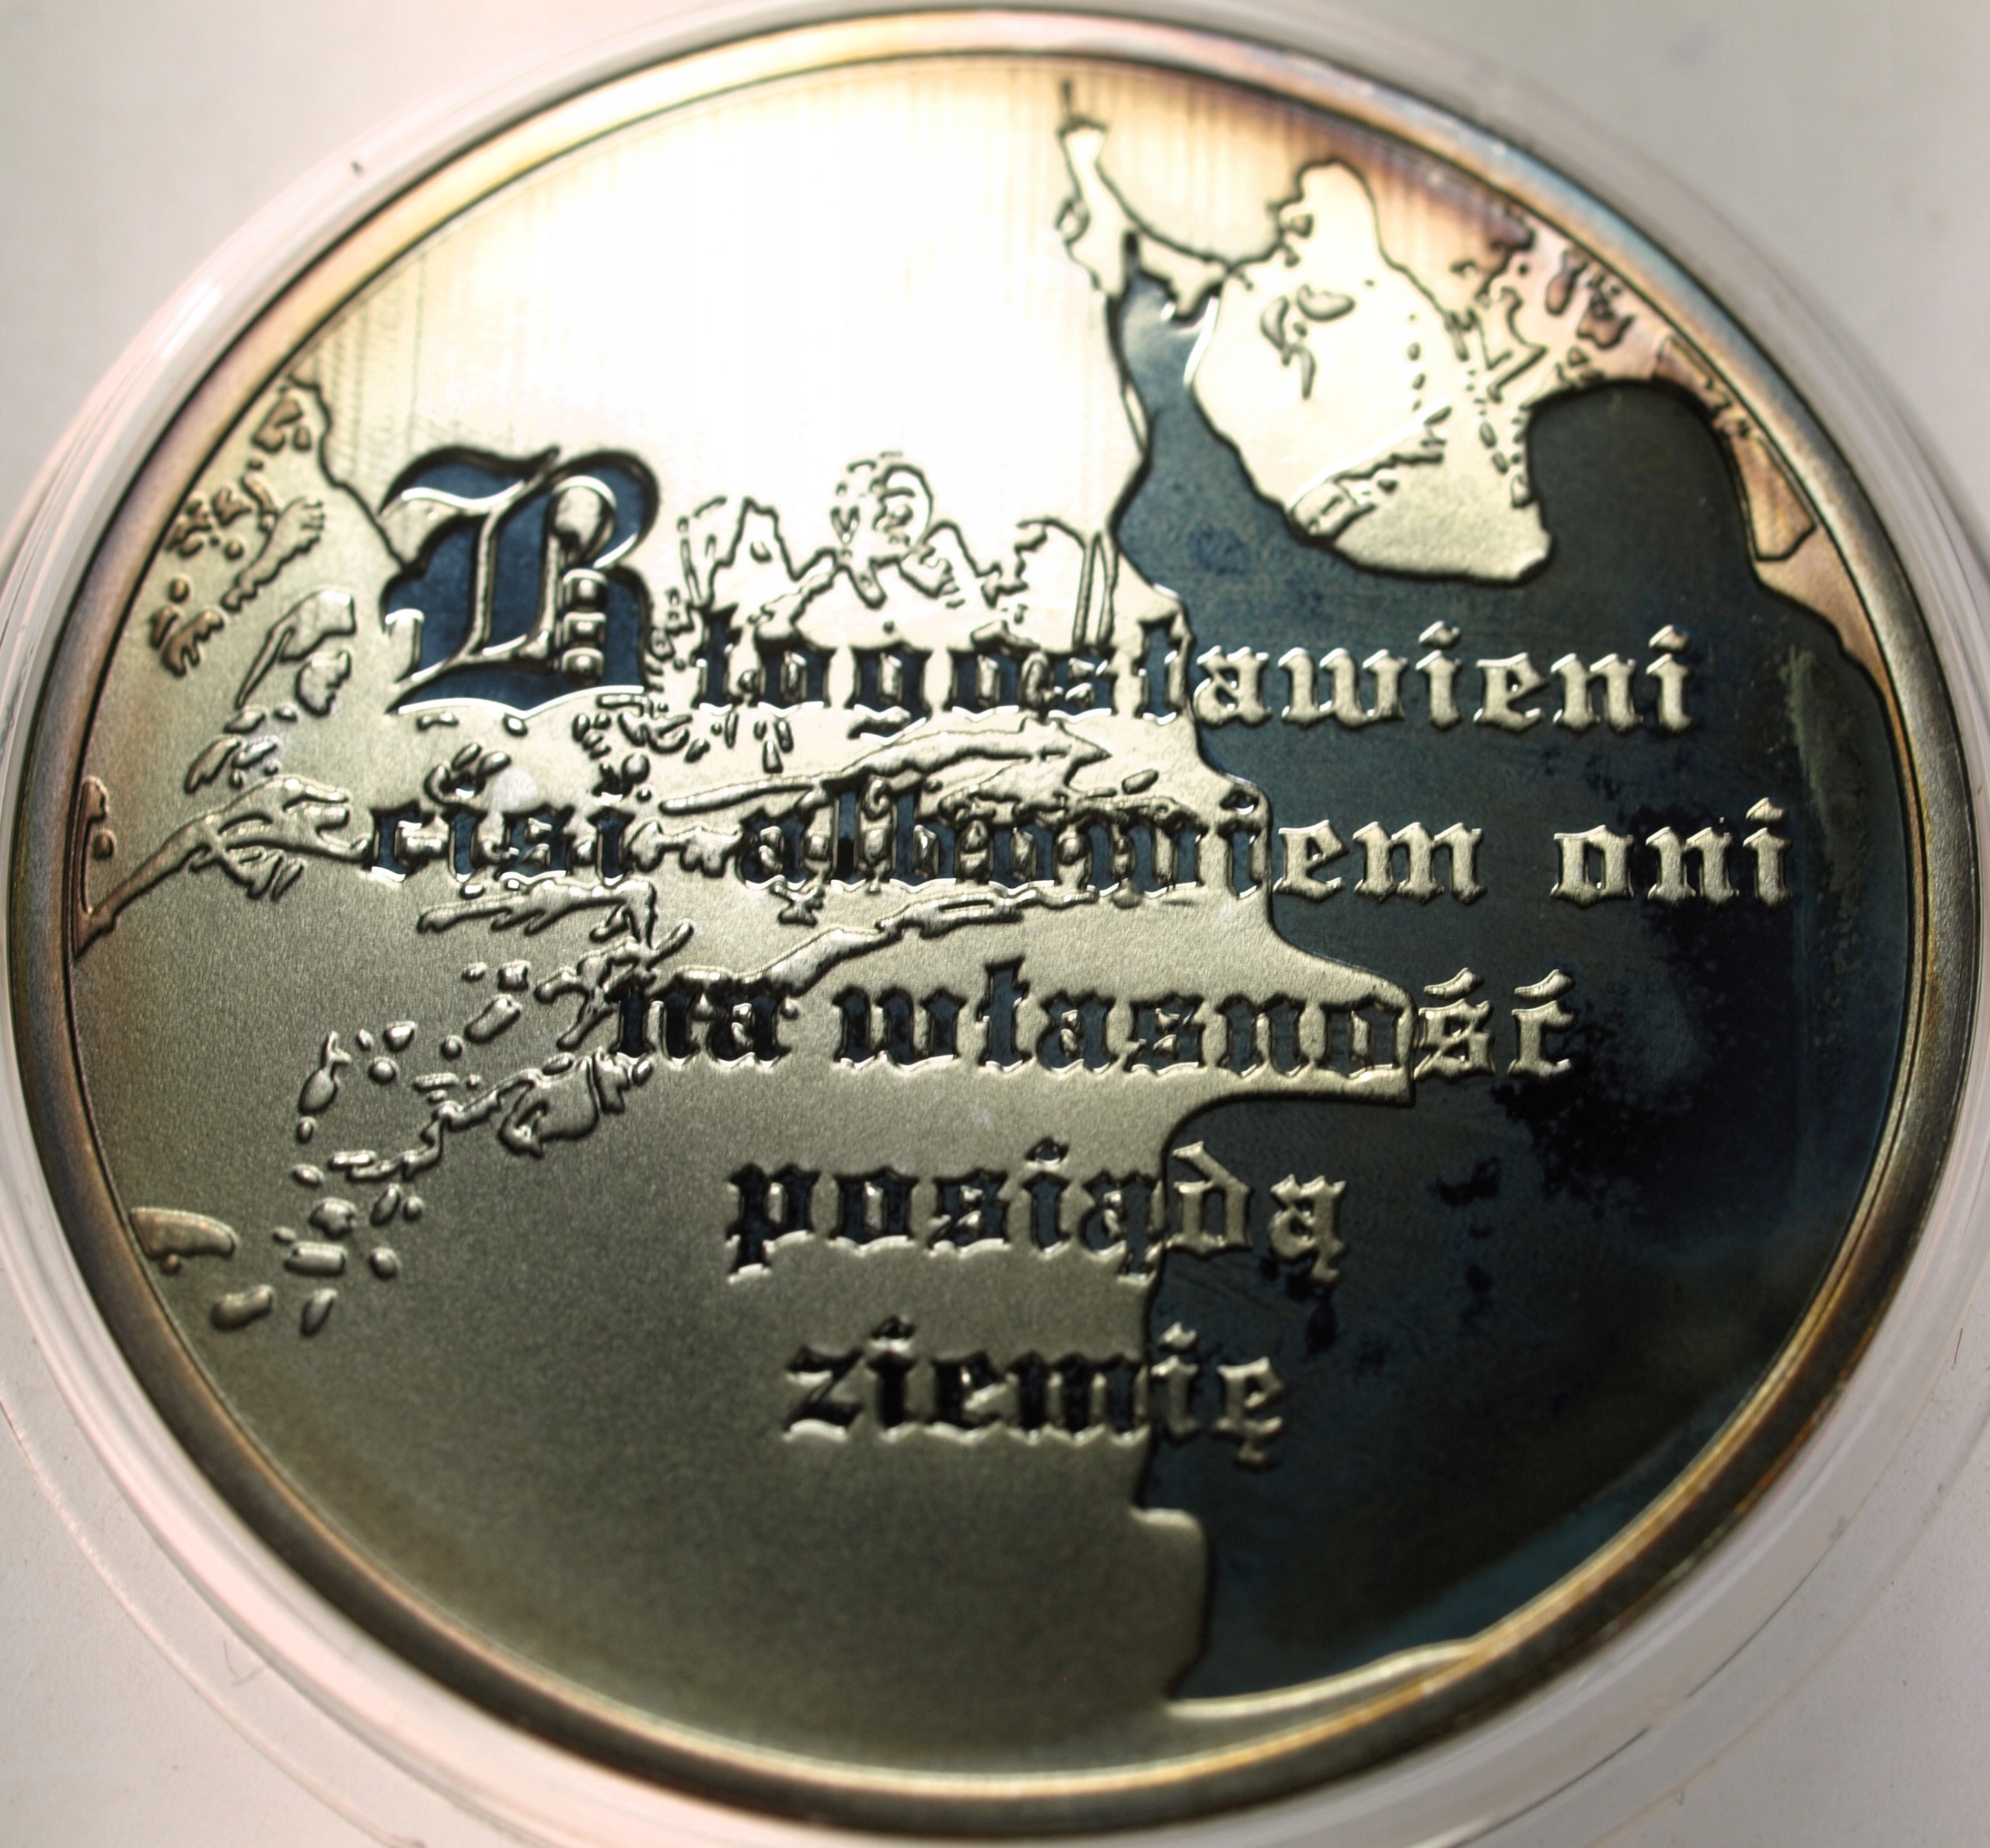 Błogosławieni
cisi albowiem oni
na własność
posiądą
ziemię